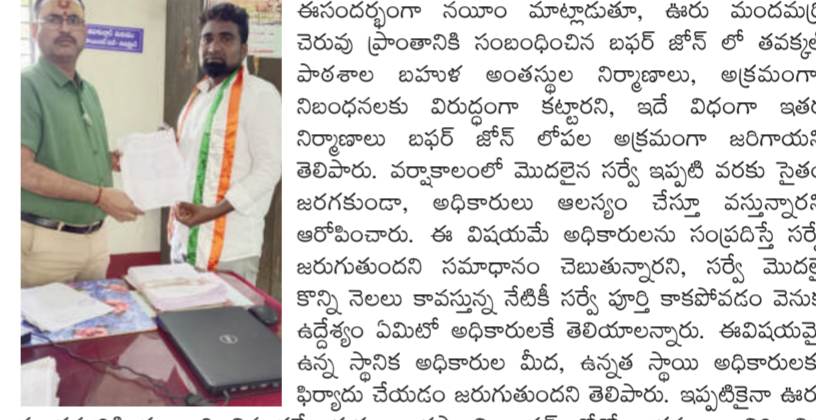 ఈసందర్భంగా నయీం మాట్లాడుతూ, ఊరు మందమర్రి
చెరువు ప్రాంతానికి సంబంధించిన బఫర్ జోన్ లో తవక్కల్
పాఠశాల బహుళ అంతస్థుల నిర్మాణాలు, అక్రమంగా
నిబంధనలకు విరుద్ధంగా కట్టారని, ఇదే విధంగా ఇతర
నిర్మాణాలు బఫర్ జోన్ లోపల అక్రమంగా జరిగాయని
తెలిపారు. వర్షాకాలంలో మొదలైన సర్వే ఇప్పటి వరకు సైతం
జరగకుండా, అధికారులు ఆలస్యం చేస్తూ వస్తున్నారని
ఆరోపించారు. ఈ విషయమే అధికారులను సంప్రదిస్తే సర్వే
జరుగుతుందని సమాధానం చెబుతున్నారని, సర్వే మొదలై
కొన్ని నెలలు కావస్తున్న నేటికీ సర్వే పూర్తి కాకపోవడం వెనుక
ఉద్దేశ్యం ఏమిటో అధికారులకే తెలియాలన్నారు. ఈవిషయమై
ఉన్న స్థానిక అధికారుల మీద, ఉన్నత స్థాయి అధికారులకు
ఫిర్యాదు చేయడం జరుగుతుందని తెలిపారు. ఇప్పటికైనా ఊరు